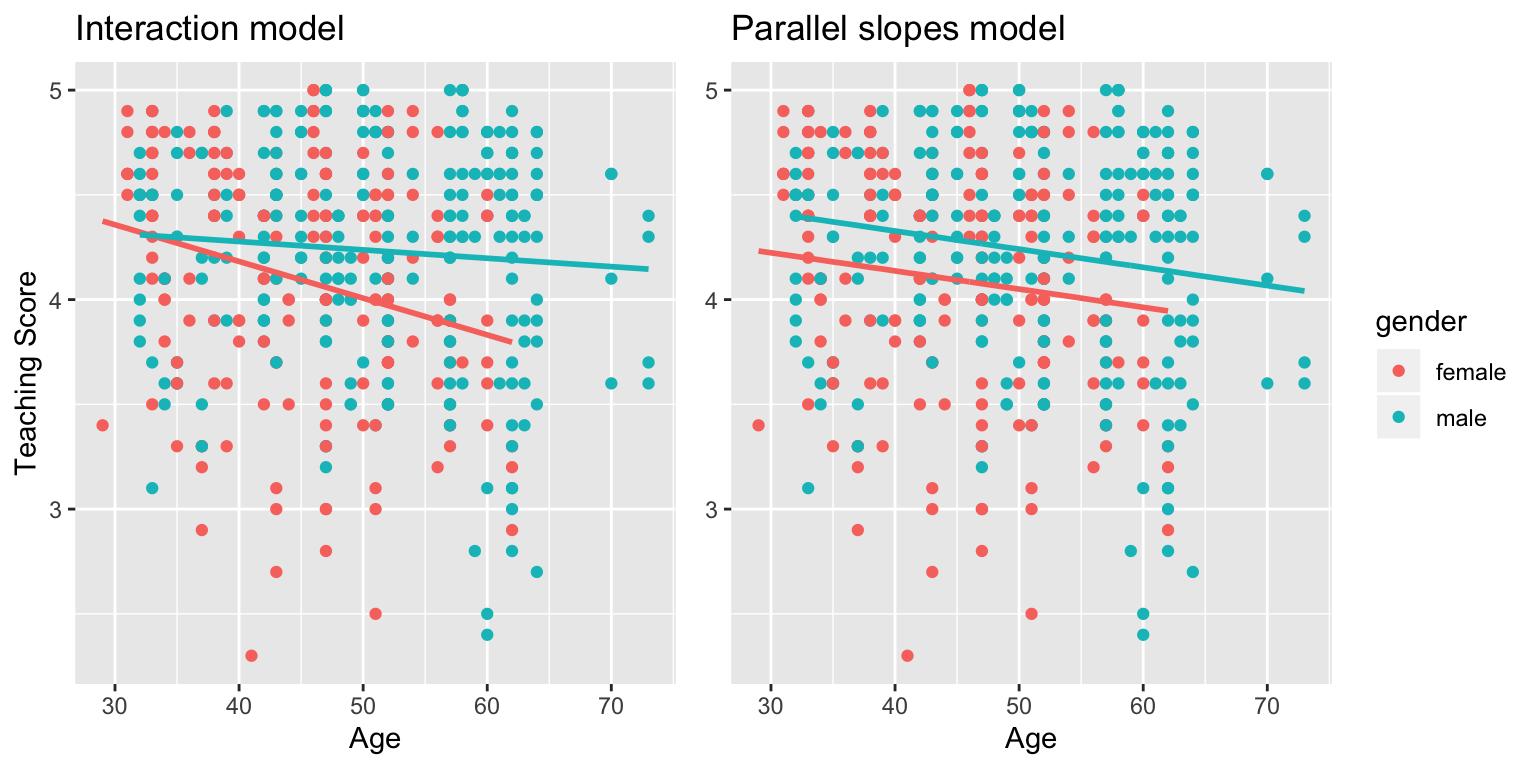 Interaction model
Parallel slopes model
Teaching Score
5
4
3
30 40 50 60 70
Age
5
4
3
30 40 50 60 70
Age
gender
female
male